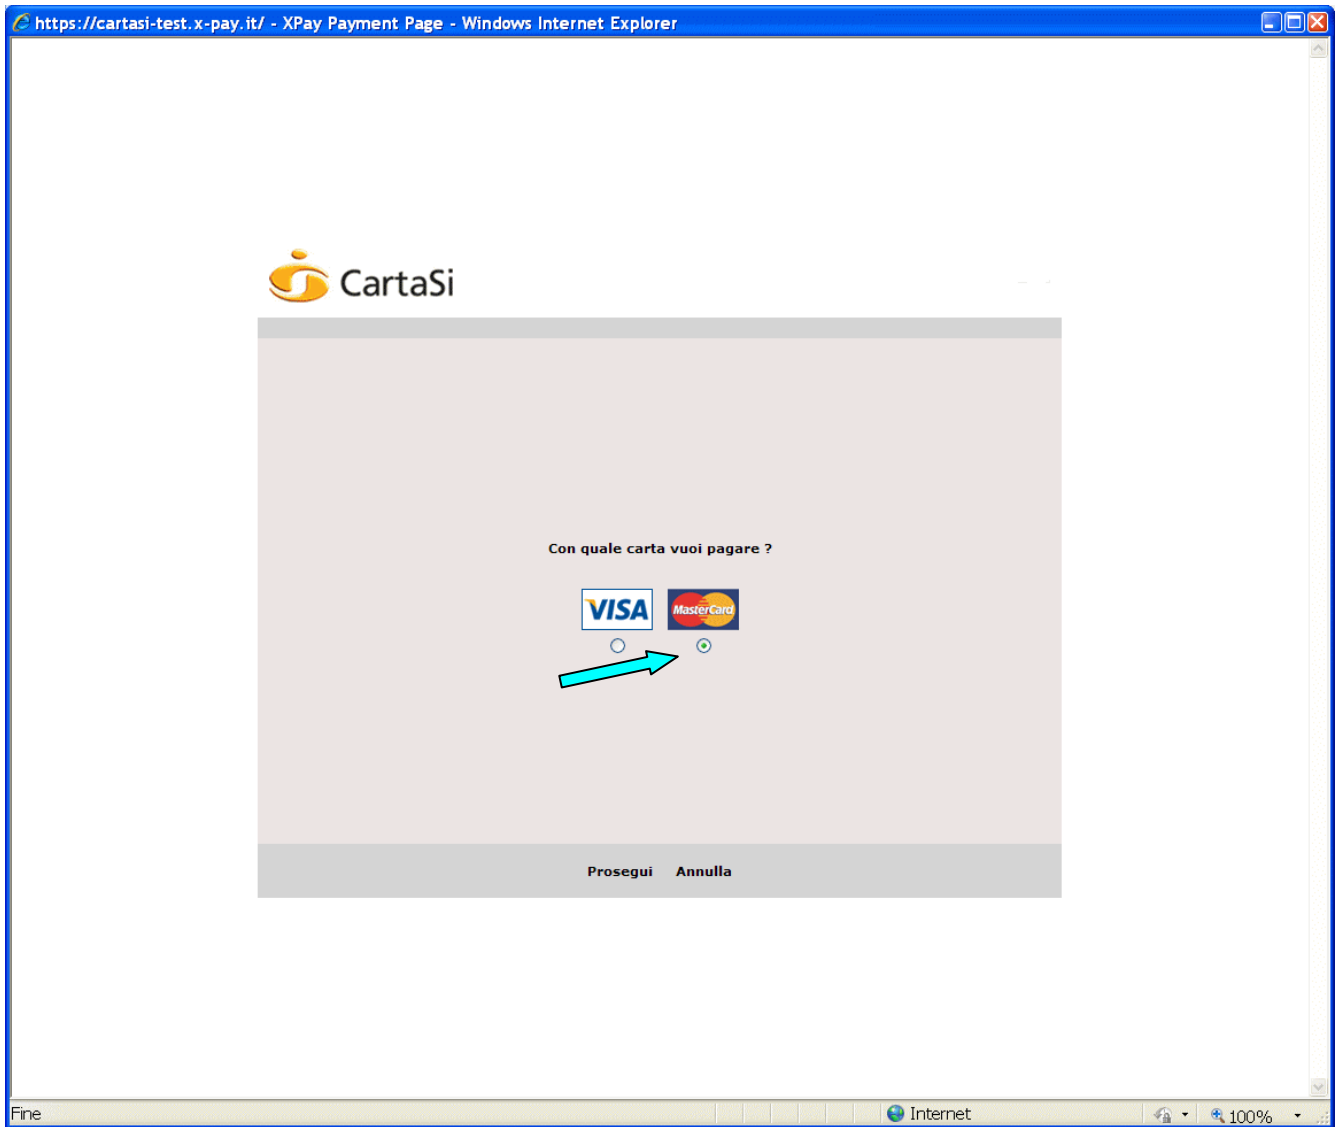 https://cartasi-test.x-pay.it/ - XPay Payment Page - Windows Internet Explorer
CartaSi
Con quale carta vuoi pagare ?
VISA MasterCard
Prosegui Annulla
Fine Internet 100%